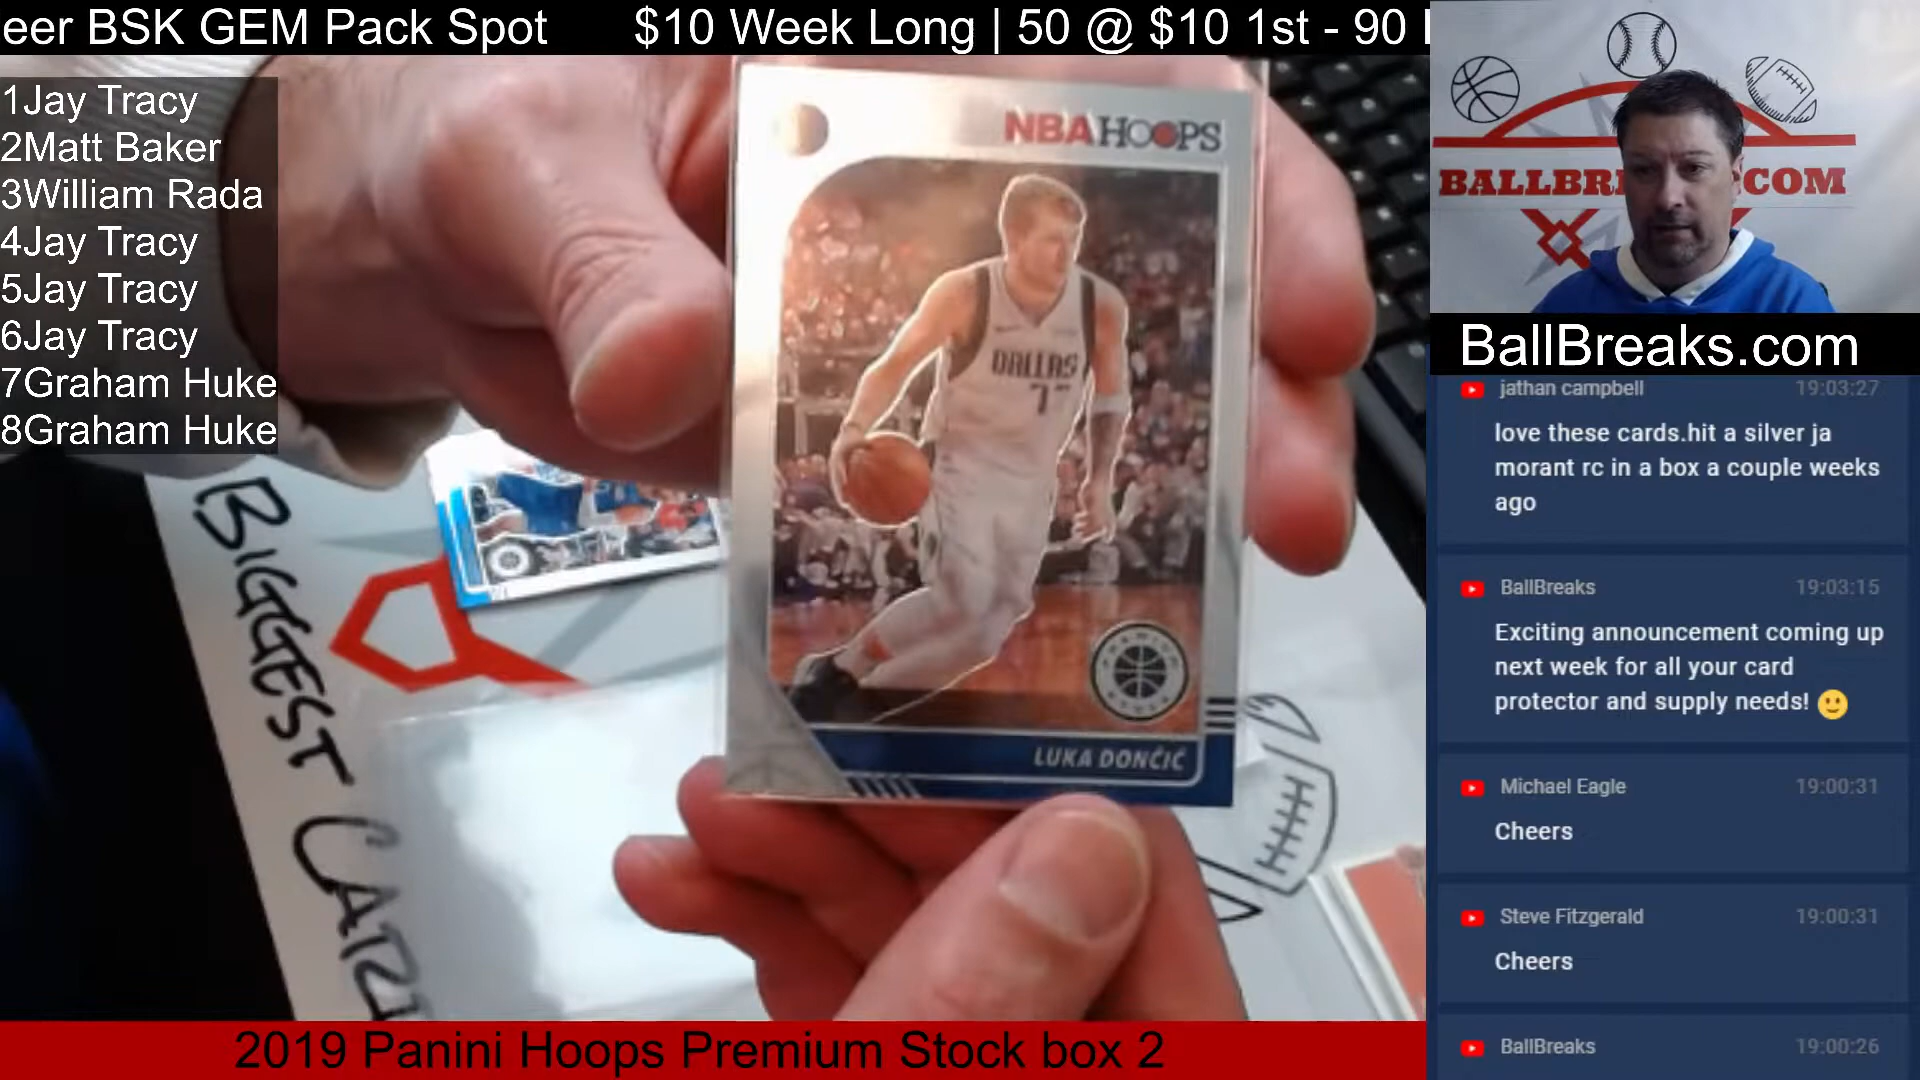 eer BSK GEM Pack Spot $10 Week Long | 50 @ $10 1st - 90
1Jay Tracy
2Matt Baker
3William Rada
4Jay Tracy
5Jay Tracy
6Jay Tracy
7Graham Huke
8Graham Huke
NBA HOOPS
DALLAS
77
PREMIUM
STOCK
LUKA DONČIĆ
BIGGEST
BALLBR .COM
BallBreaks.com
jathan campbell 19:03:27
love these cards.hit a silver ja
morant rc in a box a couple weeks
ago
BallBreaks 19:03:15
Exciting announcement coming up
next week for all your card
protector and supply needs! 🙂
Michael Eagle 19:00:31
Cheers
Steve Fitzgerald 19:00:31
Cheers
BallBreaks 19:00:26
2019 Panini Hoops Premium Stock box 2